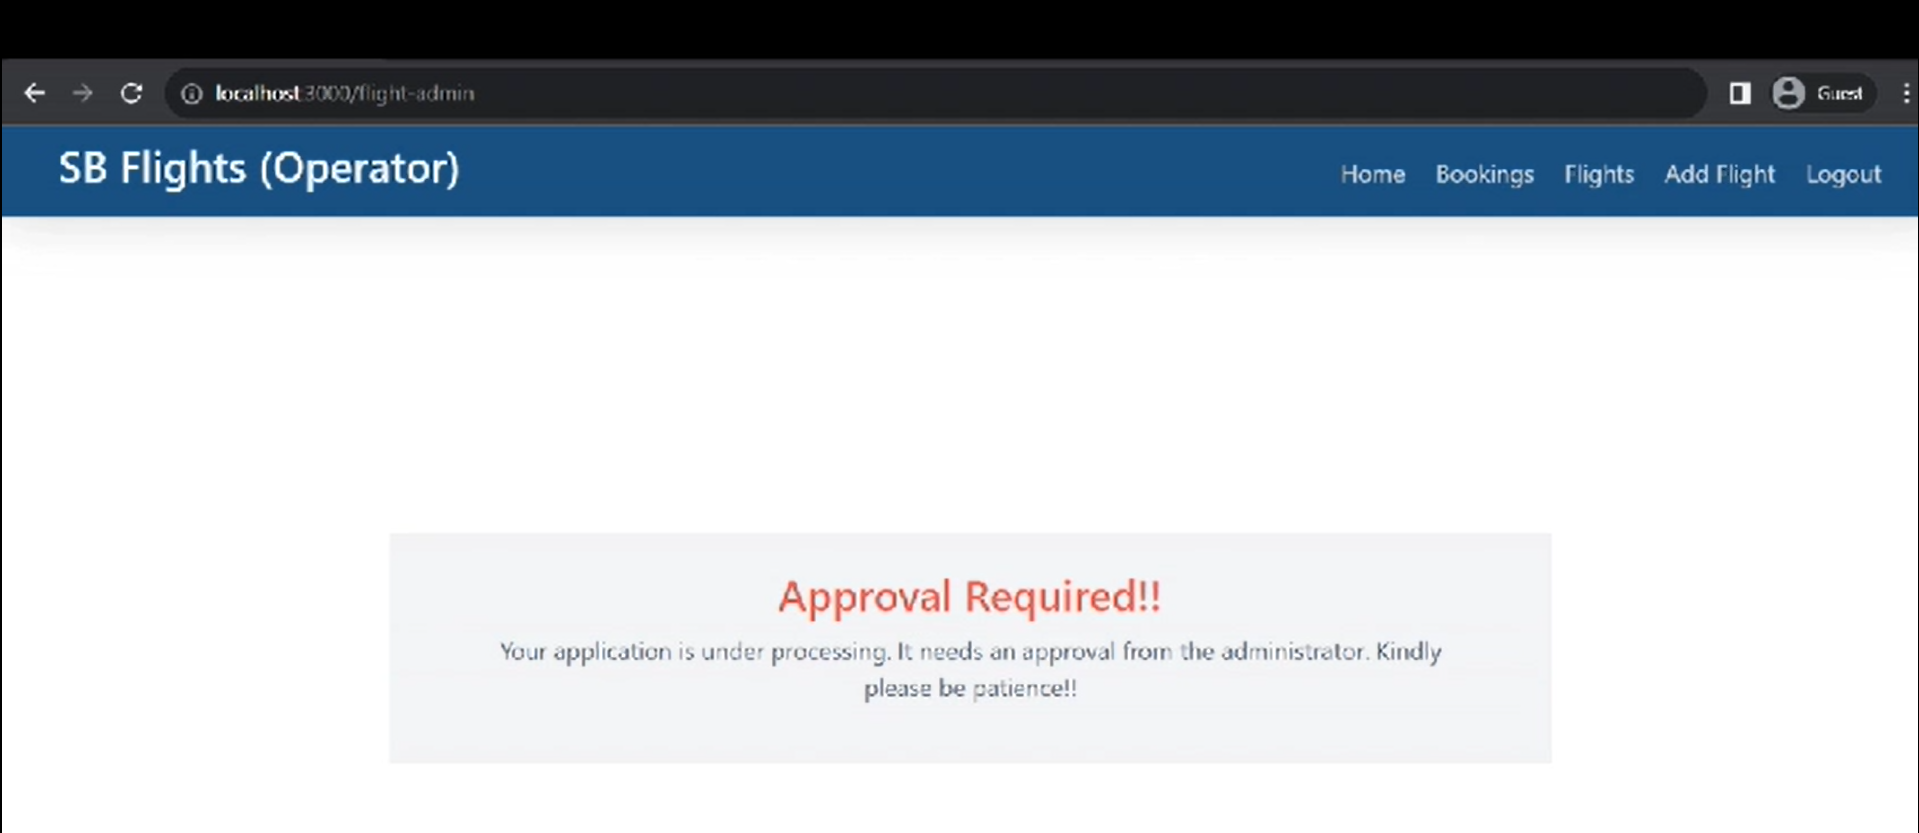 localhost:3000/flight-admin
Guest
SB Flights (Operator)
Home Bookings Flights Add Flight Logout
Approval Required!!
Your application is under processing. It needs an approval from the administrator. Kindly
please be patience!!